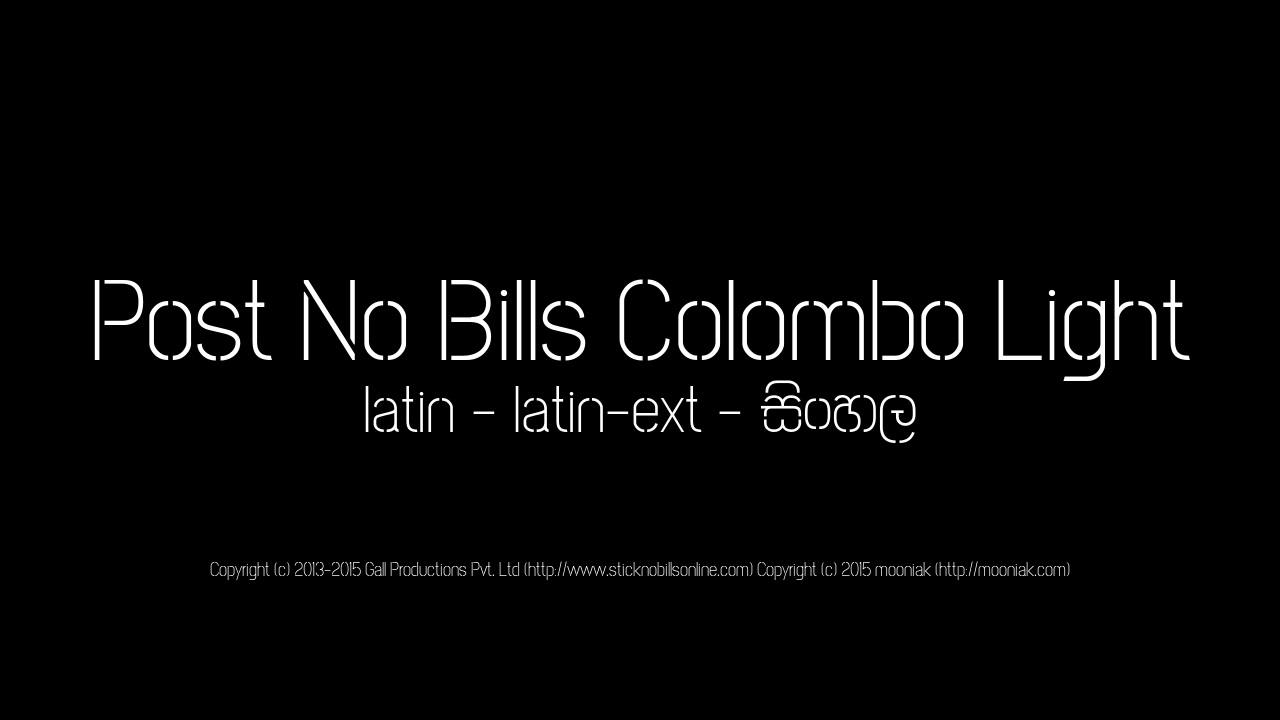 Post No Bills Colombo Light
latin - latin-ext - සිංහල
Copyright (c) 2013-2015 Gall Productions Pvt. Ltd (http://www.sticknobillsonline.com) Copyright (c) 2015 mooniak (http://mooniak.com)